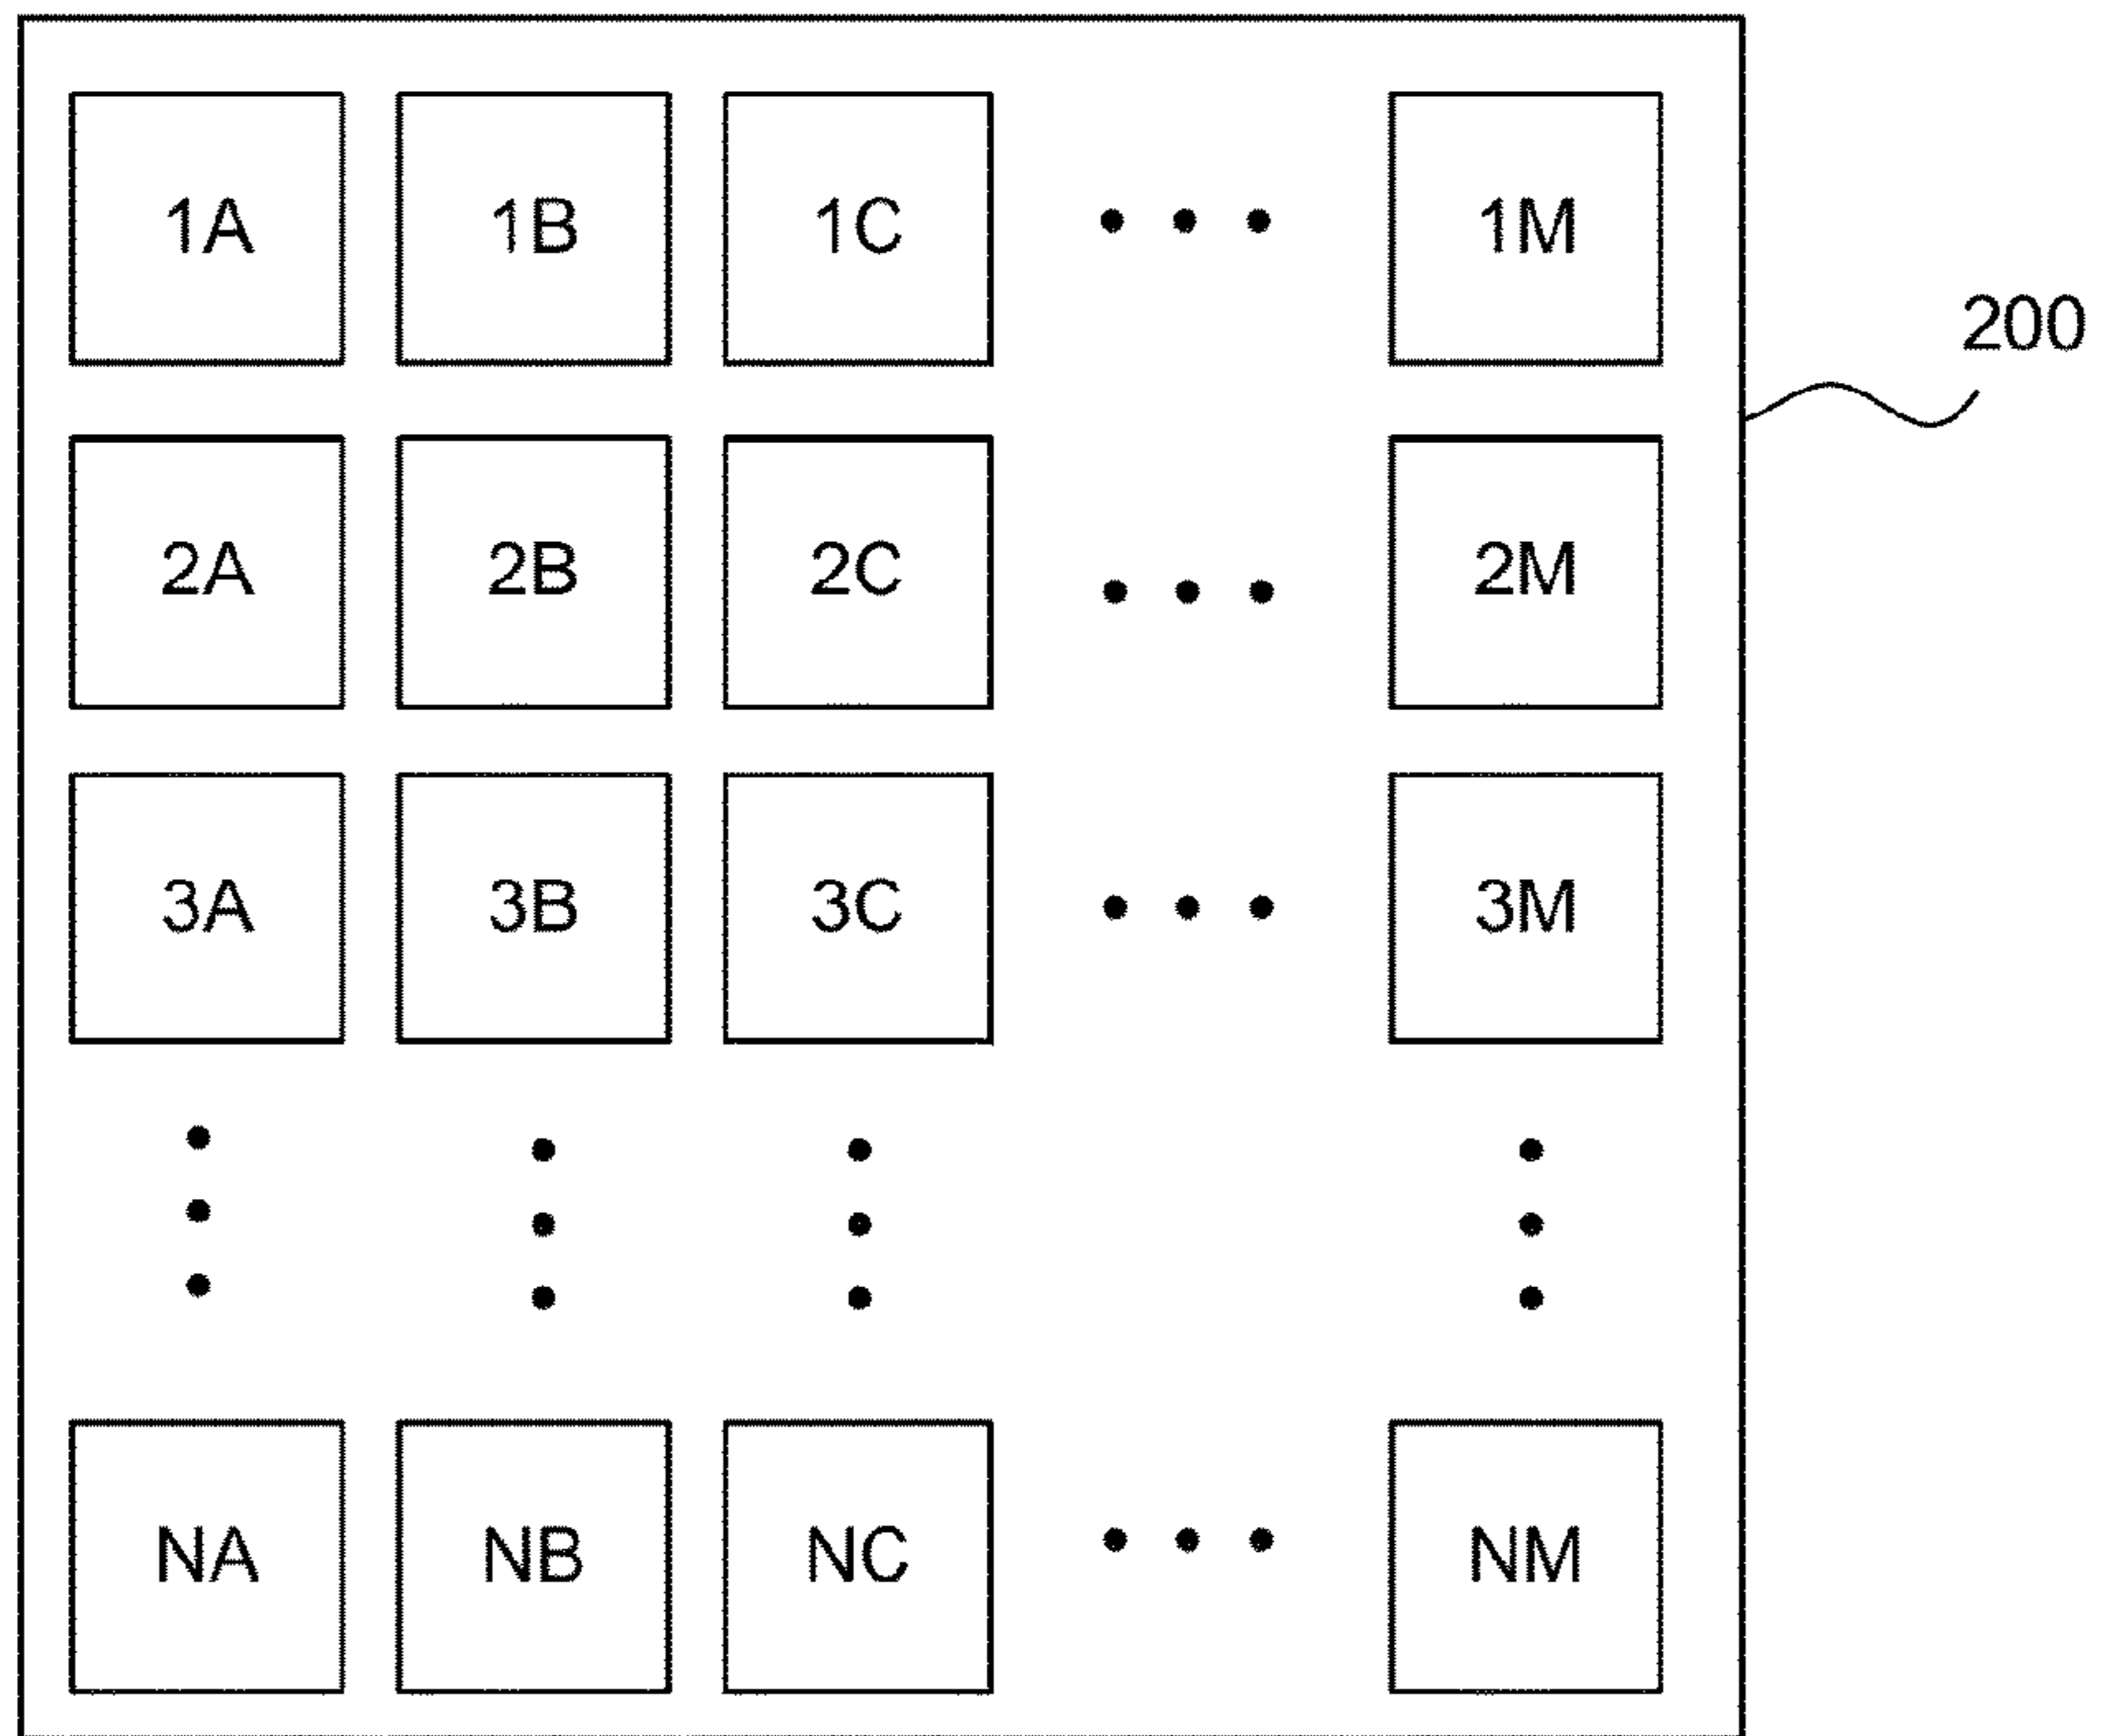 1A 1B 1C • • • 1M
200
2A 2B 2C • • • 2M
3A 3B 3C • • • 3M
NA NB NC • • • NM